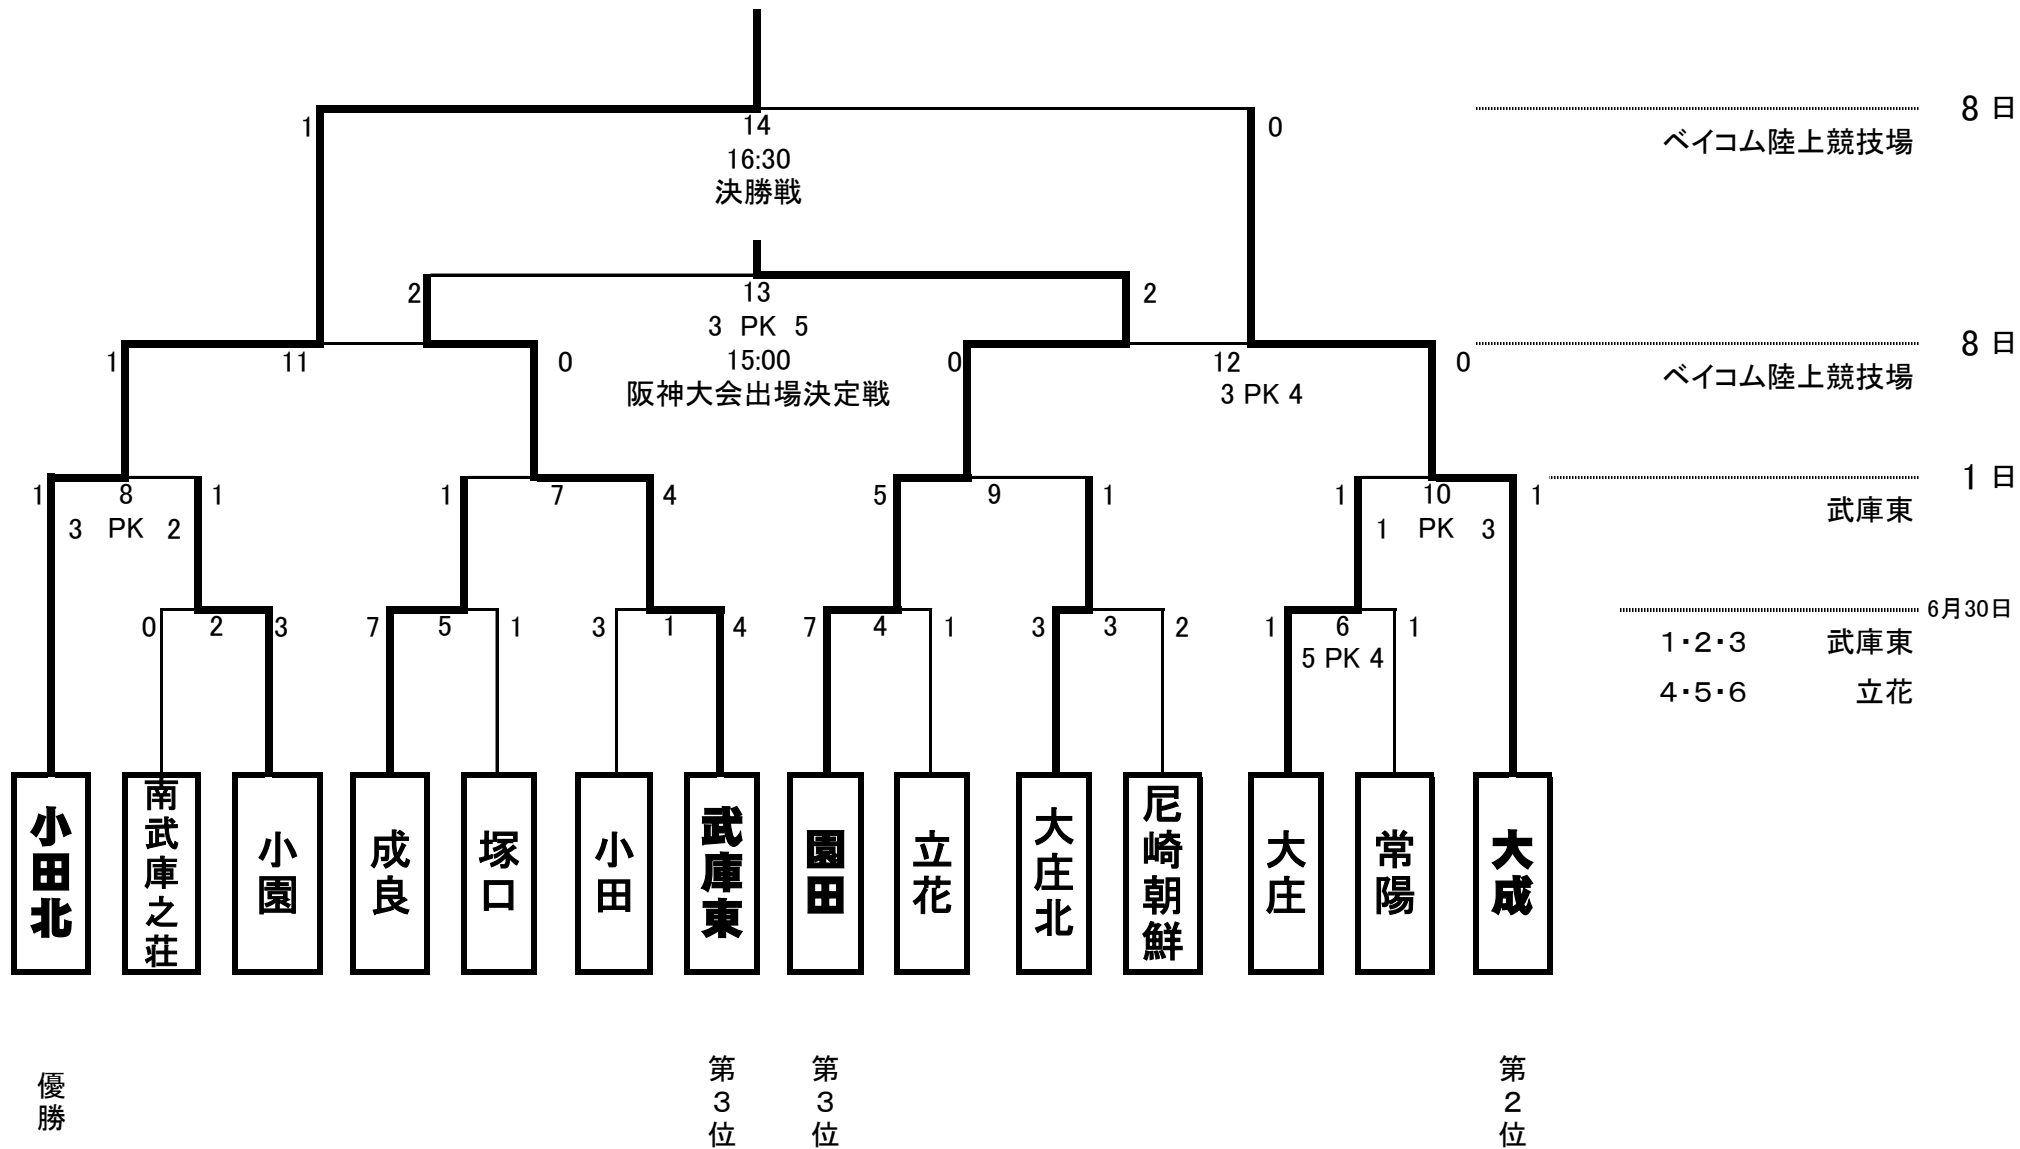 8 日
1 14 0
ベイコム陸上競技場
16:30
決勝戦
2 13 2
3 PK 5
8 日
1 11 0 15:00 0 12 0
ベイコム陸上競技場
阪神大会出場決定戦 3 PK 4
1 日
1 8 1 1 7 4 5 9 1 1 10 1
武庫東
3 PK 2 1 PK 3
6月30日
0 2 3 7 5 1 3 1 4 7 4 1 3 3 2 1 6 1
1・2・3 武庫東
5 PK 4
4・5・6 立花
小田北
南武庫之荘
小園
成良
塚口
小田
武庫東
園田
立花
大庄北
尼崎朝鮮
大庄
常陽
大成
優勝
第3位
第3位
第2位